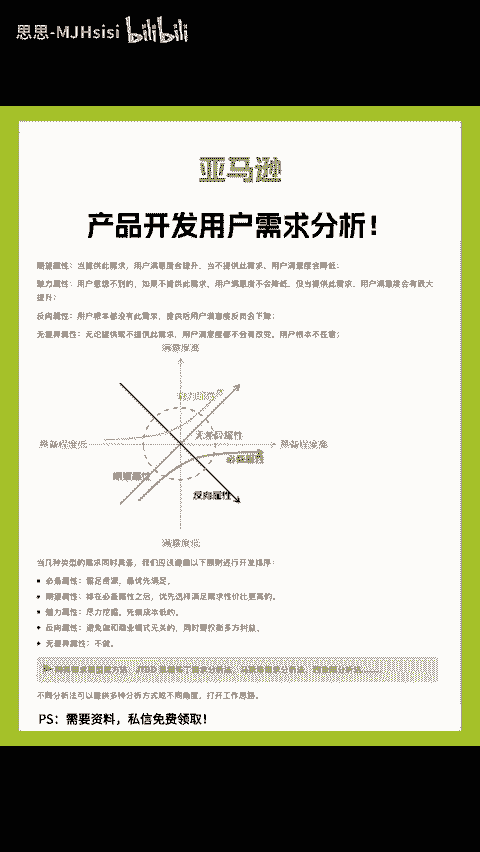 思思-MJHsisi bilibili
亚马逊
产品开发用户需求分析！
期望属性：当提供此需求，用户满意度会提升，当不提供此需求，用户满意度会降低；
魅力属性：用户意想不到的，如果不提供此需求，用户满意度不会降低，但当提供此需求，用户满意度会有很大
提升；
反向属性：用户根本都没有此需求，提供后用户满意度反而会下降；
无差异属性：无论提供或不提供此需求，用户满意度都不会有改变，用户根本不在意；
满意度高
魅力属性
无差异属性
具备程度低
具备程度高
必备属性
期望属性
反向属性
满意度低
当几种类型的需求同时具备，我们应该遵循以下原则进行开发排序：
必备属性：需足资源，最优先满足。
期望属性：排在必备属性之后，优先选择满足需求性价比更高的。
魅力属性：尽力挖掘，先做成本低的。
反向属性：避免做和商业模式无关的，同时要权衡多方利益。
无差异属性：不做。
不同分析法可以提供多种分析方式或不同角度，打开工作思路。
PS：需要资料，私信免费领取！